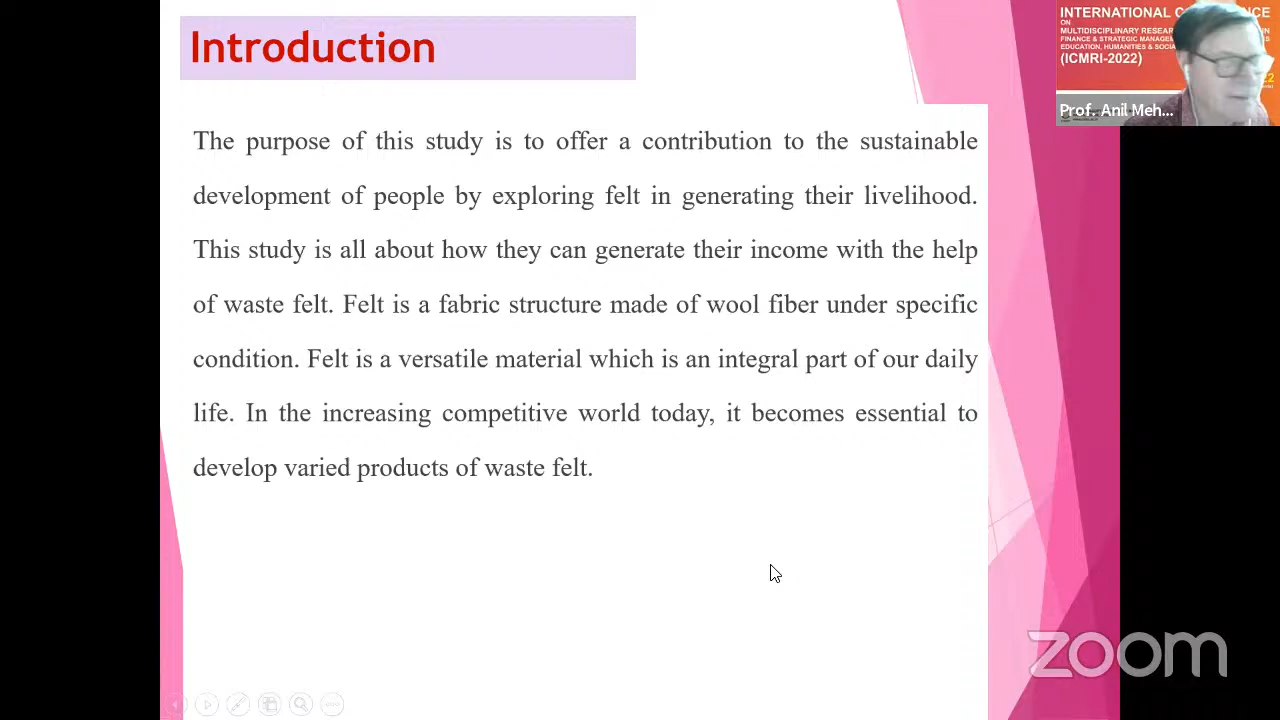 Introduction
The purpose of this study is to offer a contribution to the sustainable
development of people by exploring felt in generating their livelihood.
This study is all about how they can generate their income with the help
of waste felt. Felt is a fabric structure made of wool fiber under specific
condition. Felt is a versatile material which is an integral part of our daily
life. In the increasing competitive world today, it becomes essential to
develop varied products of waste felt.
INTERNATIONAL
ON
MULTIDISCIPLINARY
FINANCE & STRATEGIC
EDUCATION, HUMANITIES &
(ICMRI-2022)
Prof. Anil Meh...
zoom